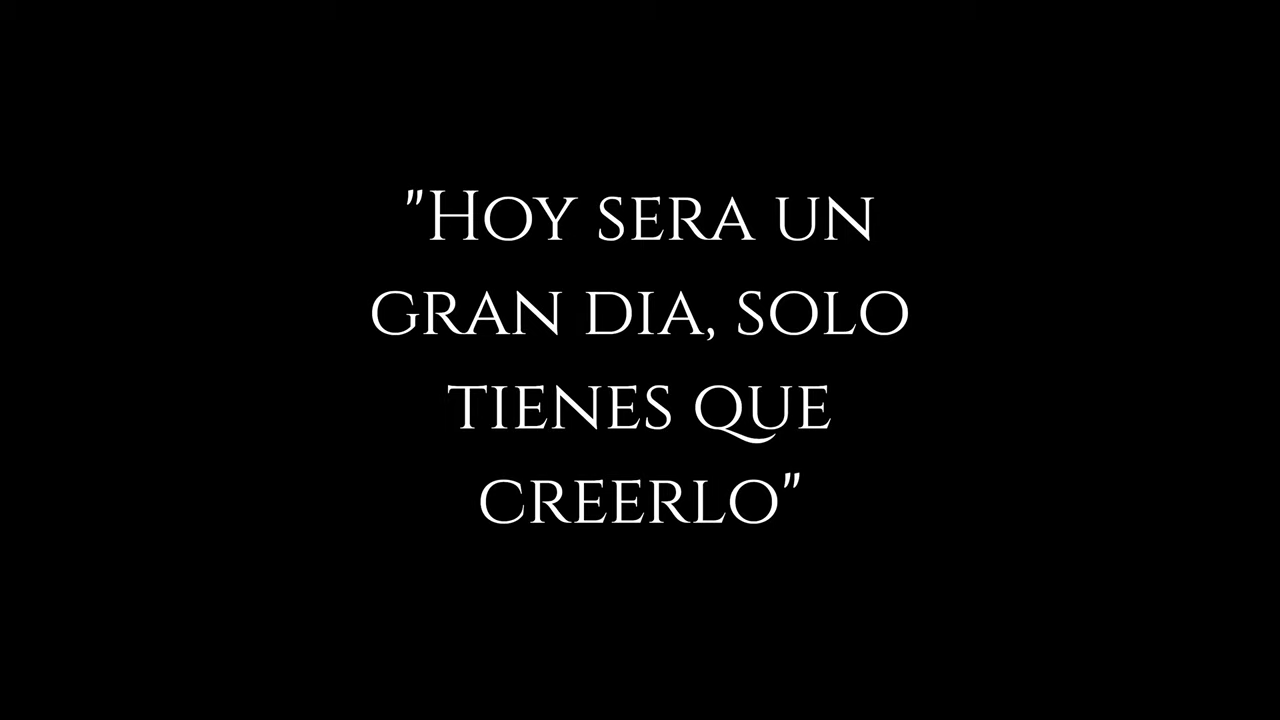 "Hoy sera un
gran dia, solo
tienes que
creerlo"